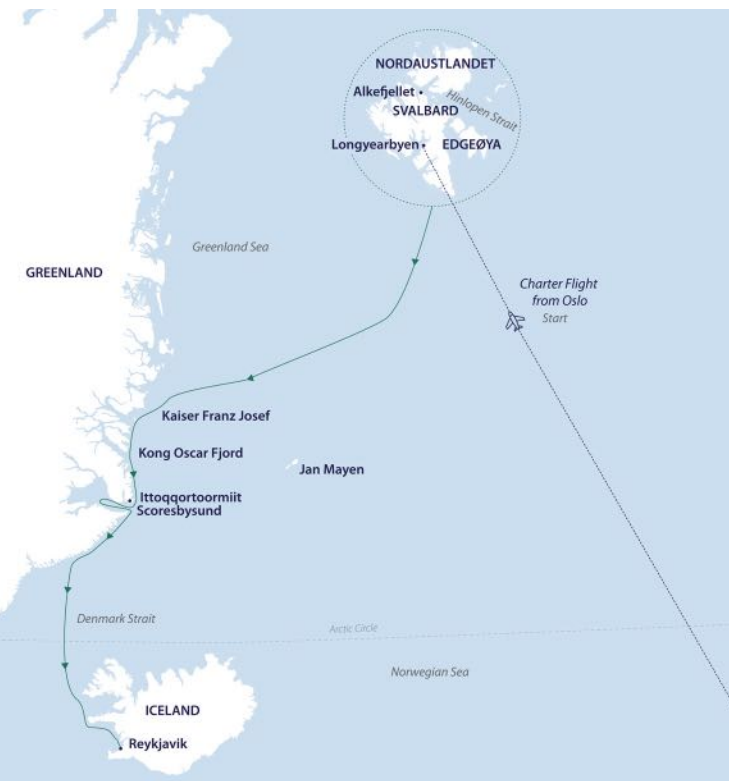 NORDAUSTLANDET
Alkefjellet
Hinlopen Strait
SVALBARD
Longyearbyen
EDGEØYA
Greenland Sea
GREENLAND
Charter Flight
from Oslo
Start
Kaiser Franz Josef
Kong Oscar Fjord
Jan Mayen
Ittoqqortoormiit
Scoresbysund
Denmark Strait
Arctic Circle
Norwegian Sea
ICELAND
Reykjavik